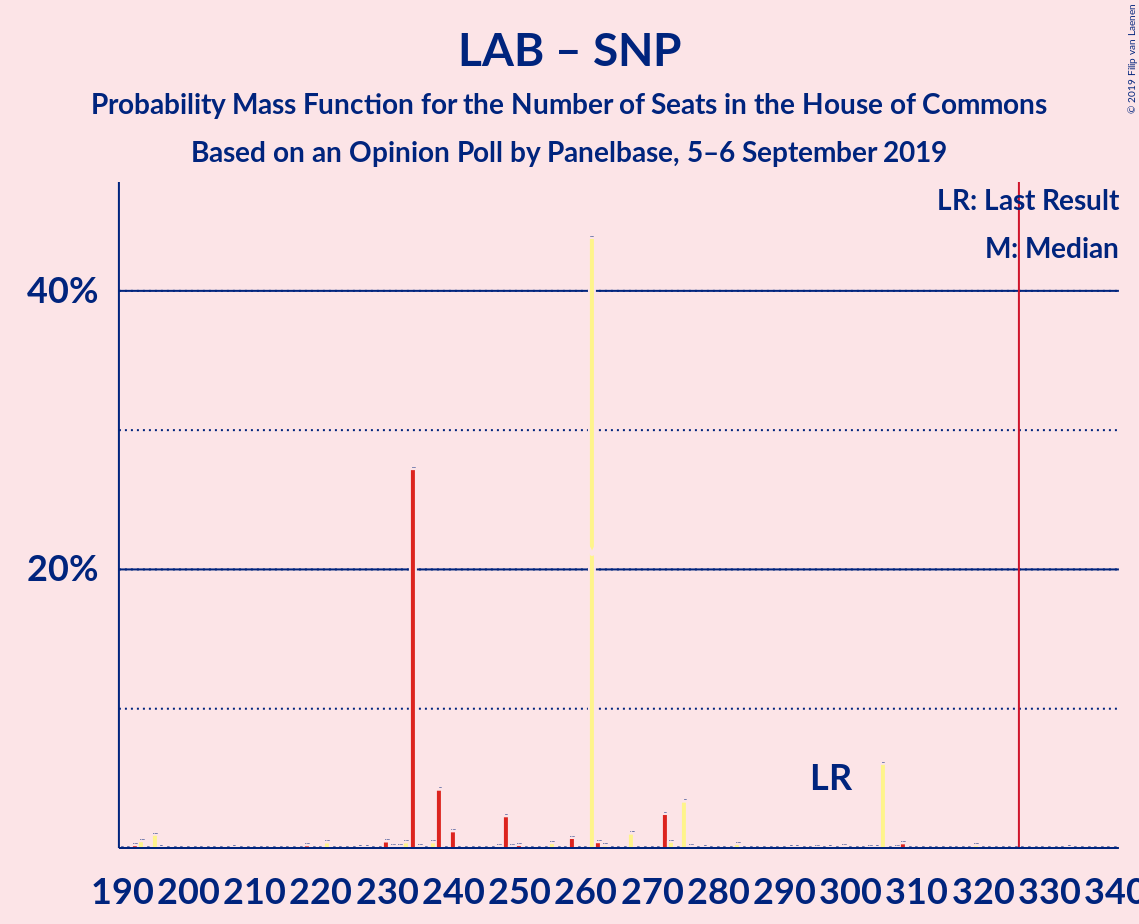 LAB – SNP
Probability Mass Function for the Number of Seats in the House of Commons
Based on an Opinion Poll by Panelbase, 5–6 September 2019
© 2019 Filip van Laenen
LR: Last Result
M: Median
40%
20%
LR
190 200 210 220 230 240 250 260 270 280 290 300 310 320 330 340